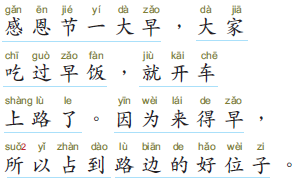 gǎn ēn jié yí dà zǎo dà jiā
感恩节一大早，大家
chī guò zǎo fàn jiù kāi chē
吃过早饭，就开车
shàng lù le yīn wèi lái de zǎo
上路了。因为来得早，
suǒ2 yǐ zhàn dào lù biān de hǎo wèi zi
所以占到路边的好位子。